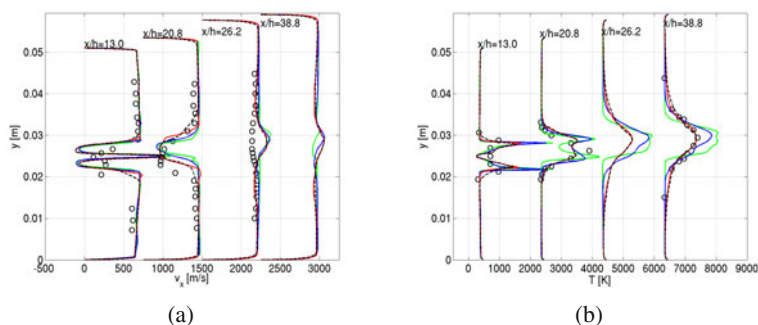 x/h=13.0
x/h=20.8
x/h=26.2
x/h=38.8
0.05
0.04
0.03
0.02
0.01
0
y [m]
-500 0 500 1000 1500 2000 2500 3000
v_x [m/s]
(a)
x/h=13.0
x/h=20.8
x/h=26.2
x/h=38.8
0.05
0.04
0.03
0.02
0.01
0
y [m]
0 1000 2000 3000 4000 5000 6000 7000 8000 9000
T [K]
(b)